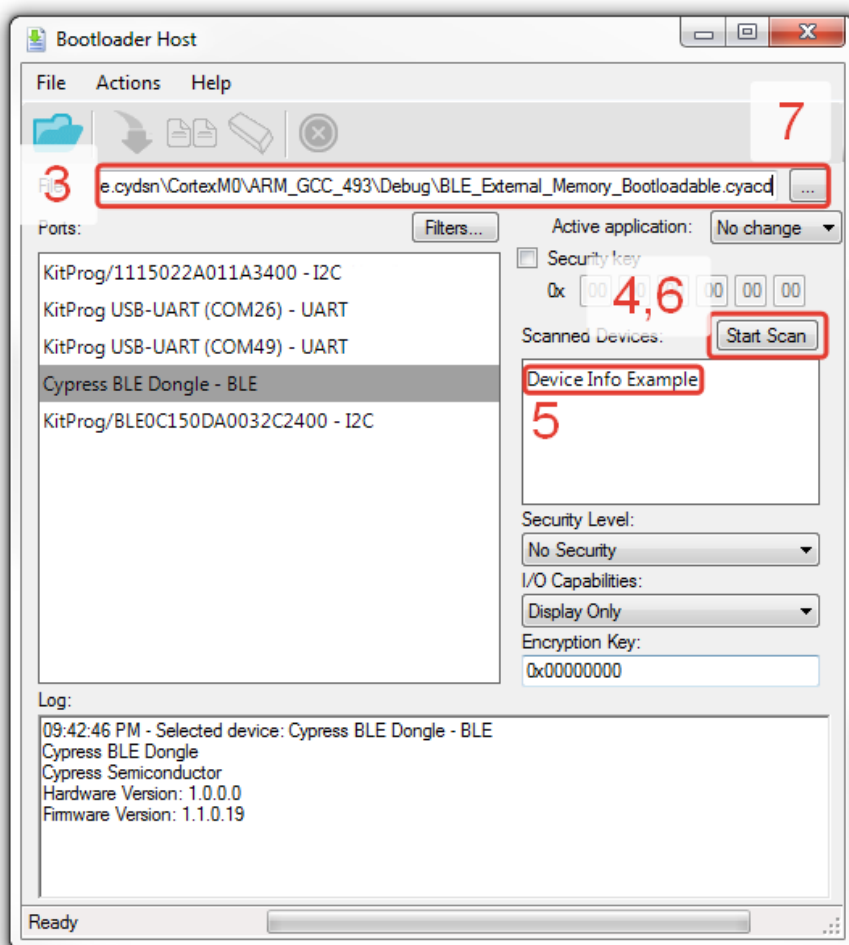 Bootloader Host
File Actions Help
7
3
File: e.cydsn\CortexM0\ARM_GCC_493\Debug\BLE_External_Memory_Bootloadable.cyacd ...
Ports: Filters...
Active application: No change
KitProg/1115022A011A3400 - I2C
KitProg USB-UART (COM26) - UART
KitProg USB-UART (COM49) - UART
Cypress BLE Dongle - BLE
KitProg/BLE0C150DA0032C2400 - I2C
Security key
0x 00 00 00 00
4,6
Scanned Devices: Start Scan
Device Info Example
5
Security Level:
No Security
I/O Capabilities:
Display Only
Encryption Key:
0x00000000
Log:
09:42:46 PM - Selected device: Cypress BLE Dongle - BLE
Cypress BLE Dongle
Cypress Semiconductor
Hardware Version: 1.0.0.0
Firmware Version: 1.1.0.19
Ready